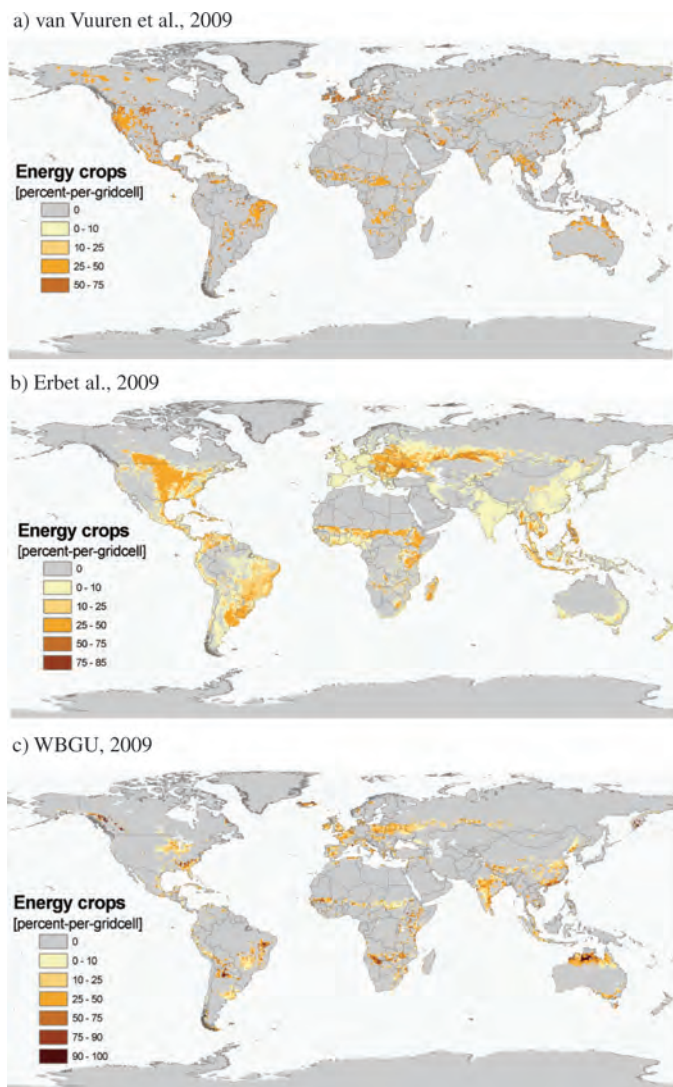 a) van Vuuren et al., 2009
Energy crops
[percent-per-gridcell]
0
0 - 10
10 - 25
25 - 50
50 - 75
b) Erbet al., 2009
Energy crops
[percent-per-gridcell]
0
0 - 10
10 - 25
25 - 50
50 - 75
75 - 85
c) WBGU, 2009
Energy crops
[percent-per-gridcell]
0
0 - 10
10 - 25
25 - 50
50 - 75
75 - 90
90 - 100